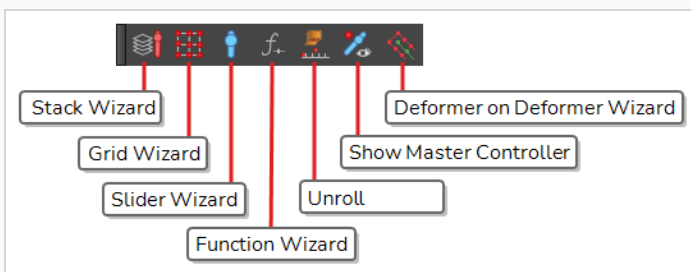 Stack Wizard
Deformer on Deformer Wizard
Grid Wizard
Show Master Controller
Slider Wizard
Unroll
Function Wizard